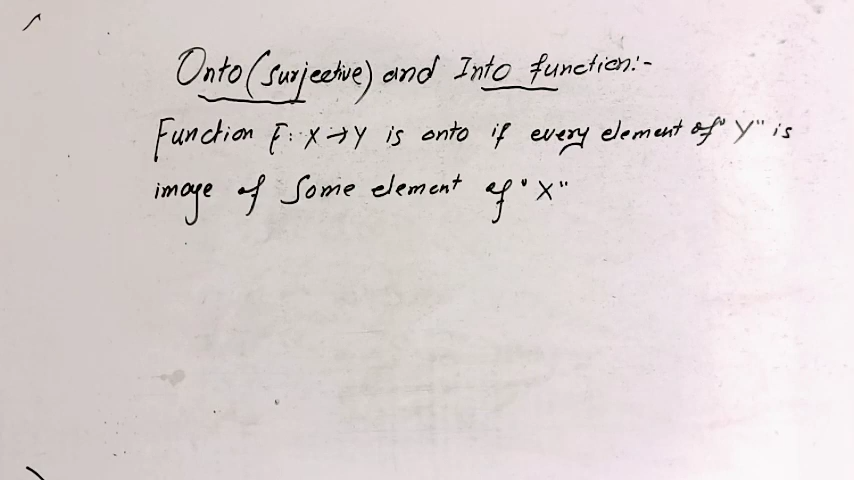 Onto (surjective) and Into function:-
Function F: X → Y is onto if every element of "Y" is
image of Some element of "X"